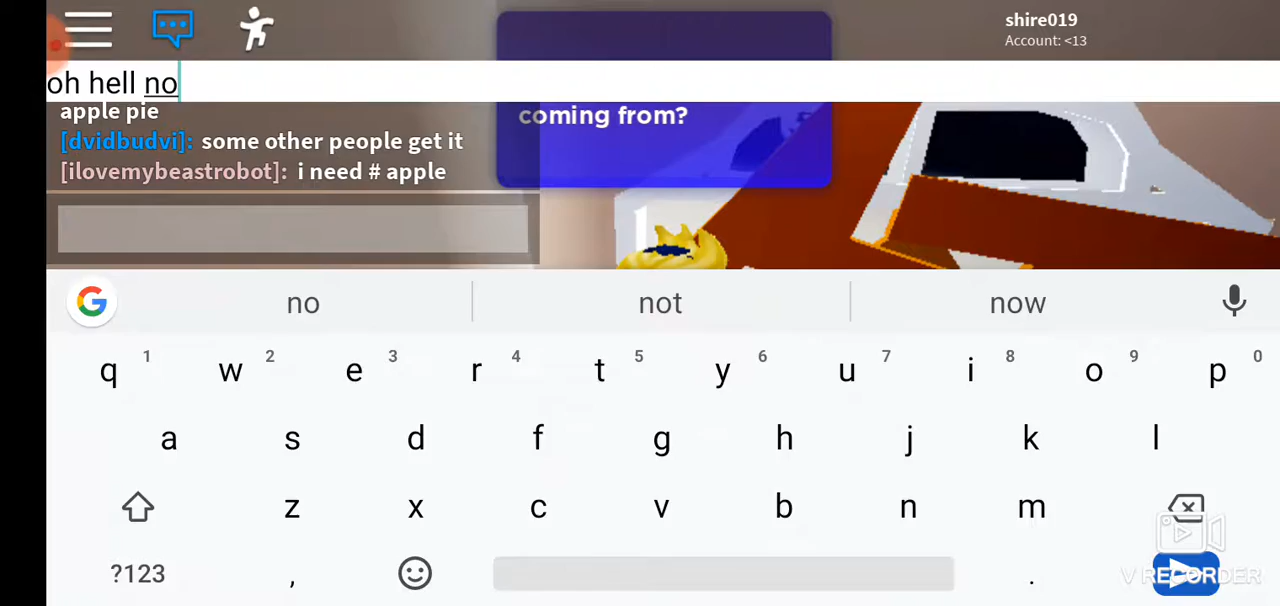 shire019
Account: <13
oh hell no
apple pie
[dvidbudvi]: some other people get it
[ilovemybeastrobot]: i need # apple
coming from?
no not now
q 1 w 2 e 3 r 4 t 5 y 6 u 7 i 8 o 9 p 0
a s d f g h j k l
z x c v b n m
?123 , .
V RECORDER